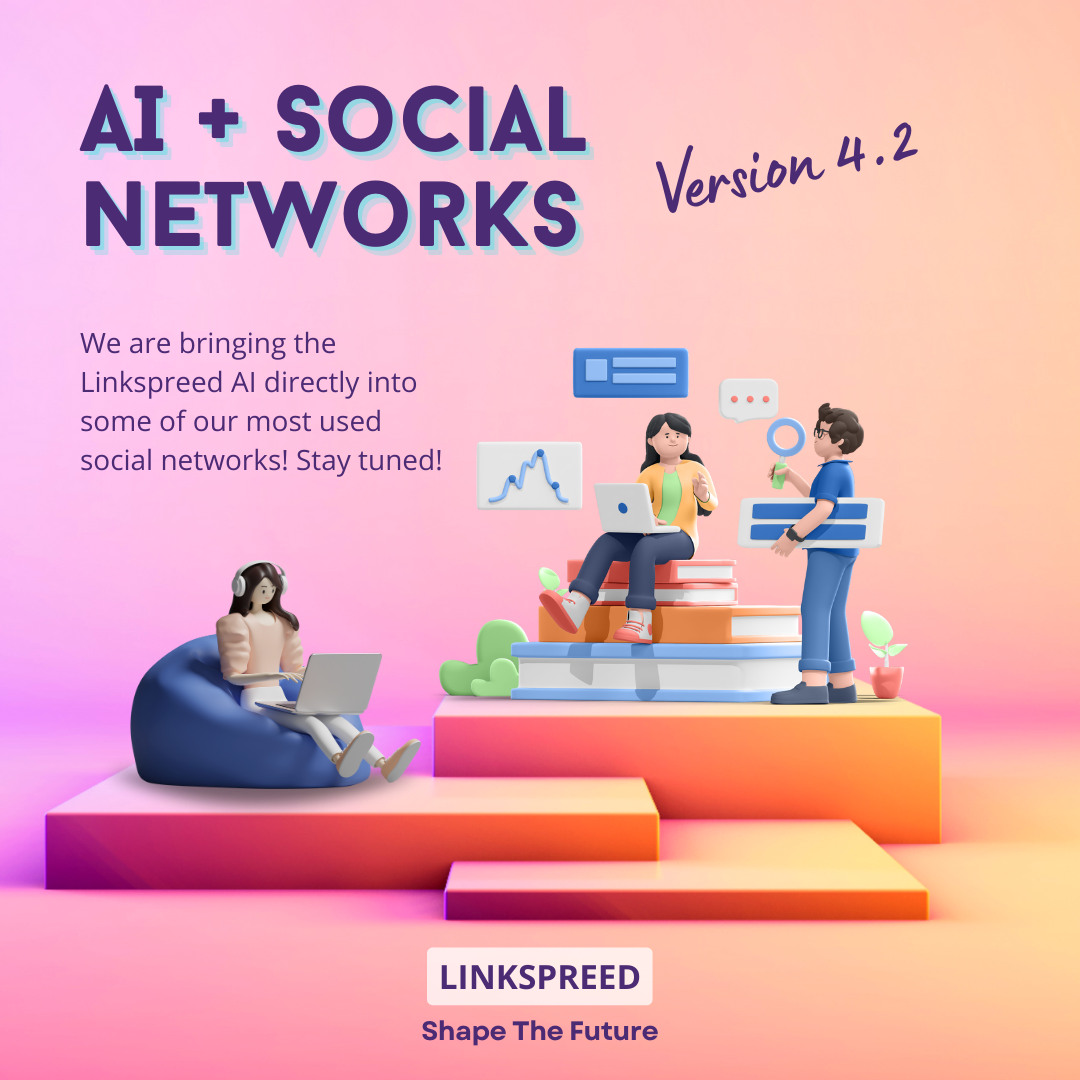 AI + SOCIAL
NETWORKS
Version 4.2
We are bringing the
Linkspreed AI directly into
some of our most used
social networks! Stay tuned!
LINKSPREED
Shape The Future